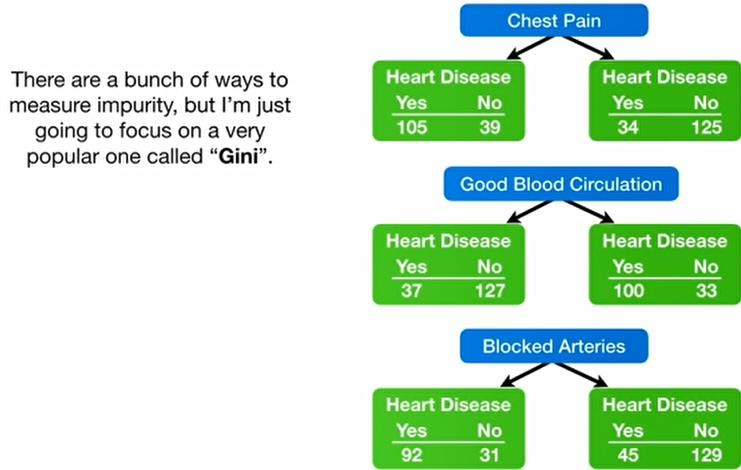 There are a bunch of ways to
measure impurity, but I'm just
going to focus on a very
popular one called “Gini”.
Chest Pain
Heart Disease Heart Disease
Yes No Yes No
105 39 34 125
Good Blood Circulation
Heart Disease Heart Disease
Yes No Yes No
37 127 100 33
Blocked Arteries
Heart Disease Heart Disease
Yes No Yes No
92 31 45 129